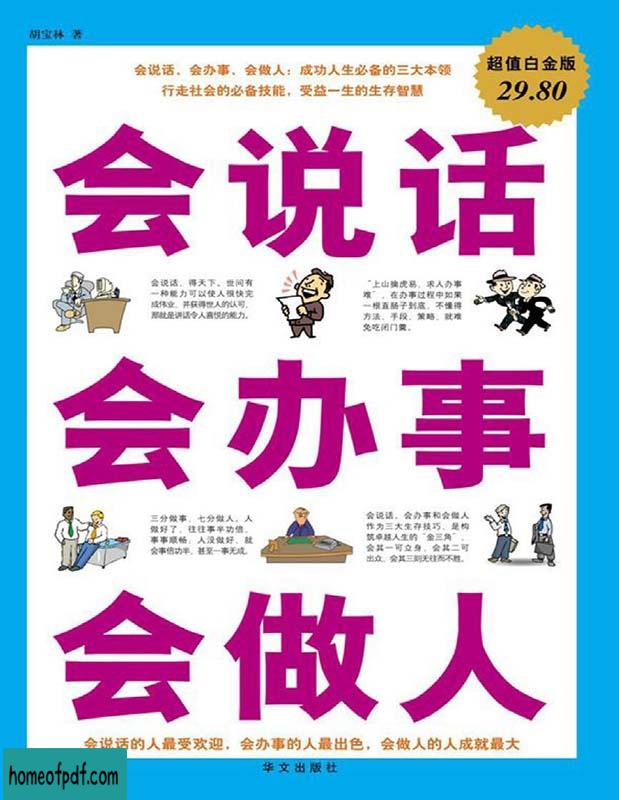 胡宝林 著
会说话、会办事、会做人：成功人生必备的三大本领
行走社会的必备技能，受益一生的生存智慧
超值白金版
29.80
会说话
会说话，得天下。世间有
一种能力可以使人很快完
成伟业，并获得世人的认可，
那就是讲话令人喜悦的能力。
“上山擒虎易，求人办事
难”，在办事过程中如果
一根直肠子到底，不懂得
方法、手段、策略，就难
免吃闭门羹。
会办事
三分做事，七分做人。人
做好了，往往事半功倍，
事事顺畅，人没做好，就
会事倍功半，甚至一事无成。
会说话、会办事和会做人
作为三大生存技巧，是构
筑卓越人生的“金三角”，
会其一可立身，会其二可
出众，会其三则无往而不胜。
会做人
会说话的人最受欢迎，会办事的人最出色，会做人的人成就最大
华文出版社
homeofpdf.com